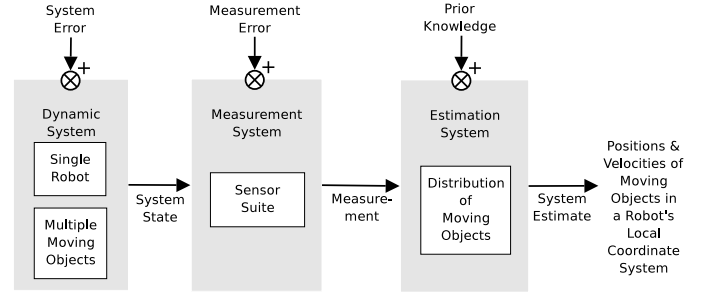 System
Error
+
Measurement
Error
+
Prior
Knowledge
+
Dynamic
System
Single
Robot
Multiple
Moving
Objects
System
State
Measurement
System
Sensor
Suite
Measure-
ment
Estimation
System
Distribution
of
Moving
Objects
System
Estimate
Positions &
Velocities of
Moving
Objects in
a Robot's
Local
Coordinate
System